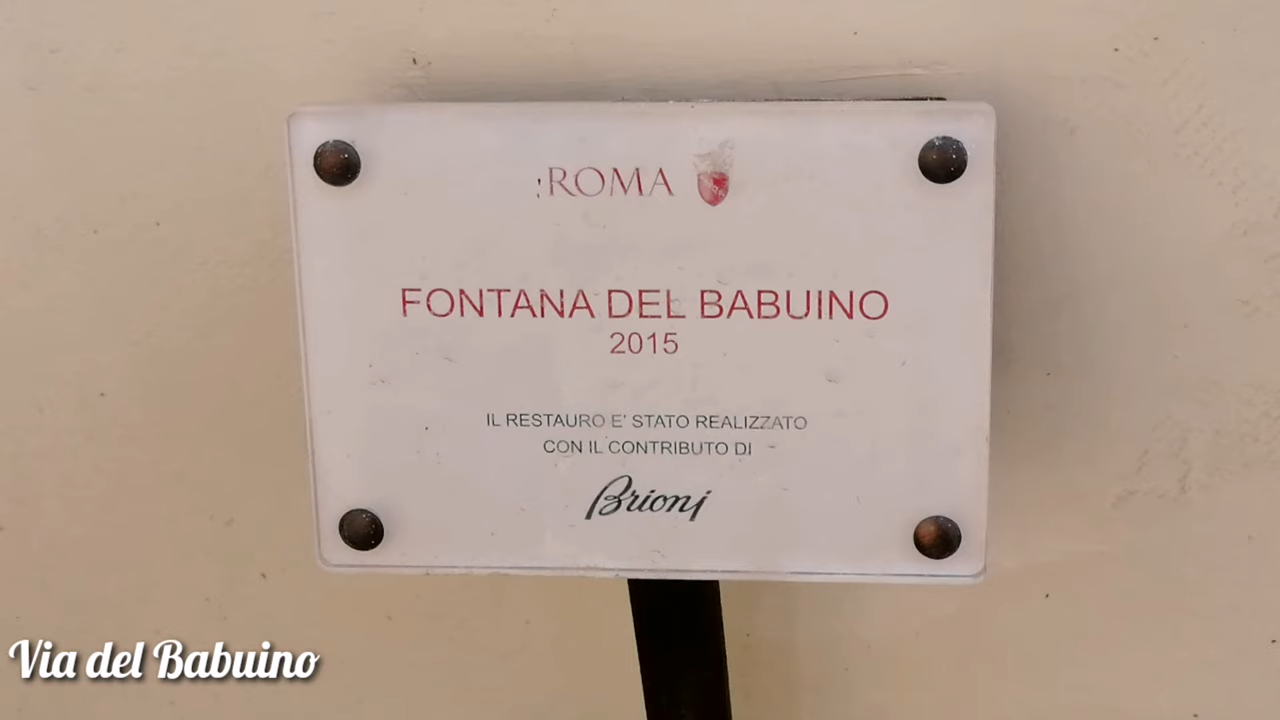 ROMA
FONTANA DEL BABUINO
2015
IL RESTAURO E' STATO REALIZZATO
CON IL CONTRIBUTO DI
Brioni
Via del Babuino